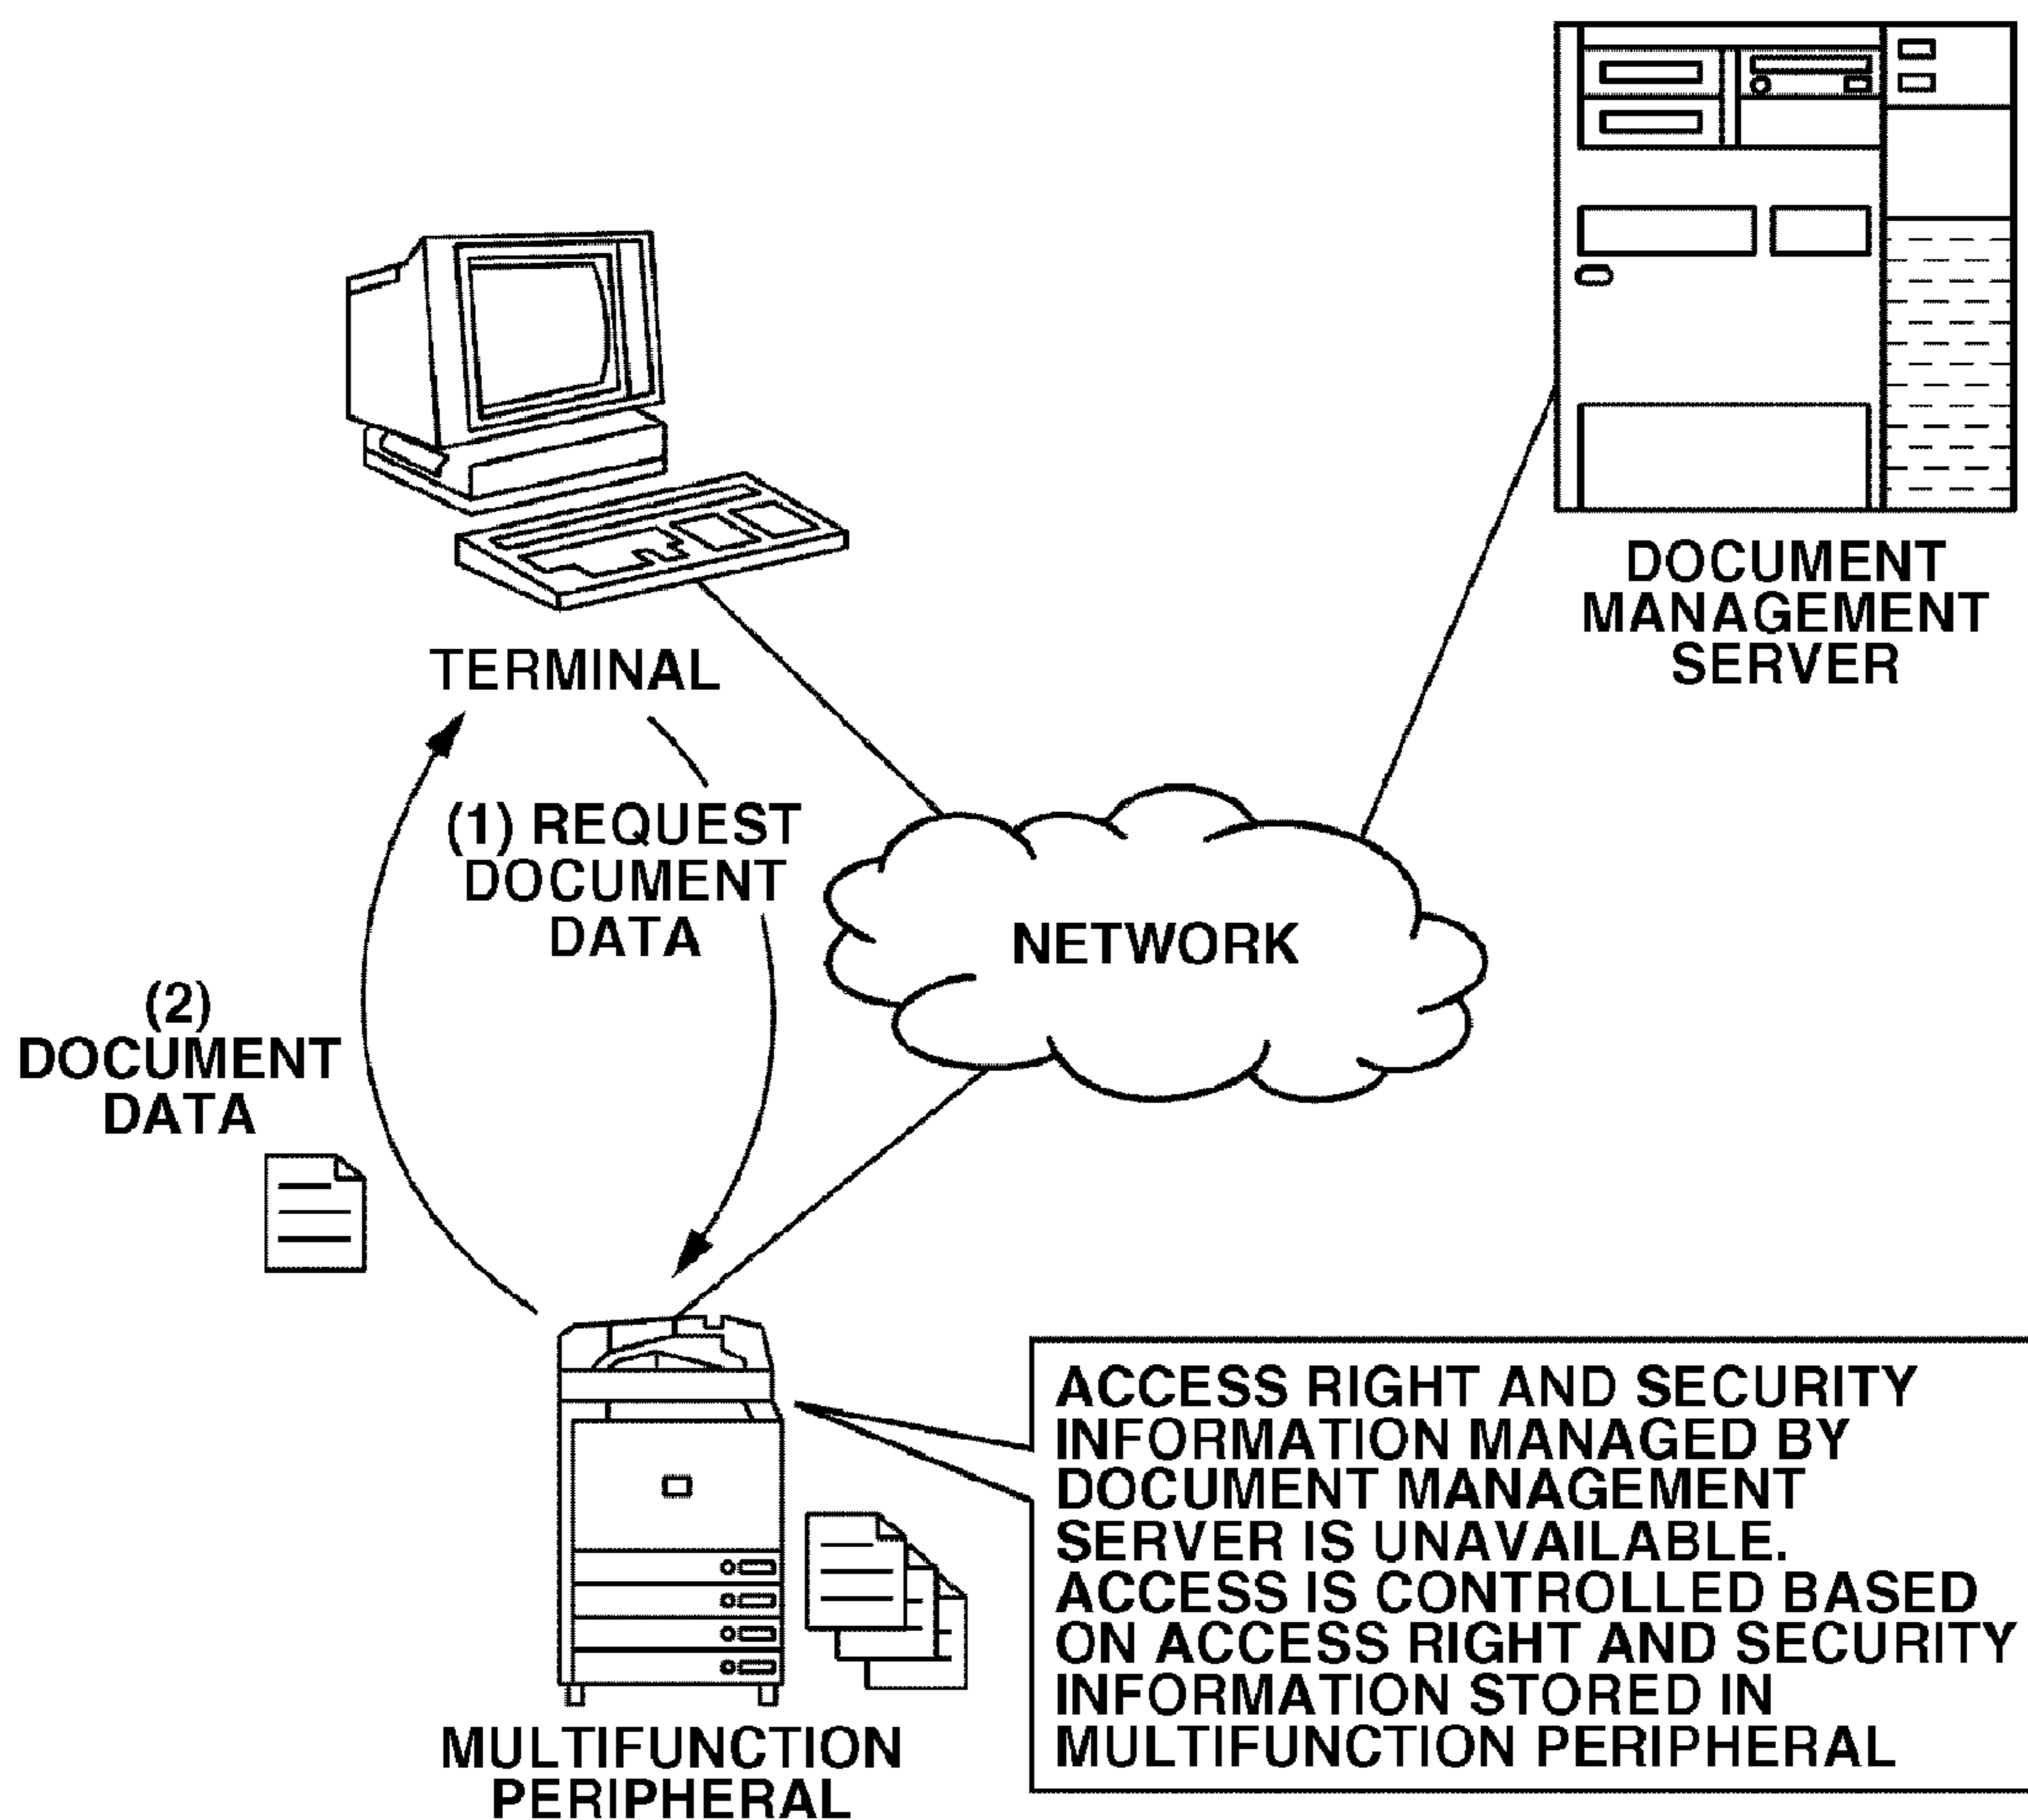 DOCUMENT
MANAGEMENT
SERVER
TERMINAL
(1) REQUEST
DOCUMENT
DATA
NETWORK
(2)
DOCUMENT
DATA
ACCESS RIGHT AND SECURITY
INFORMATION MANAGED BY
DOCUMENT MANAGEMENT
SERVER IS UNAVAILABLE.
ACCESS IS CONTROLLED BASED
ON ACCESS RIGHT AND SECURITY
INFORMATION STORED IN
MULTIFUNCTION PERIPHERAL
MULTIFUNCTION
PERIPHERAL